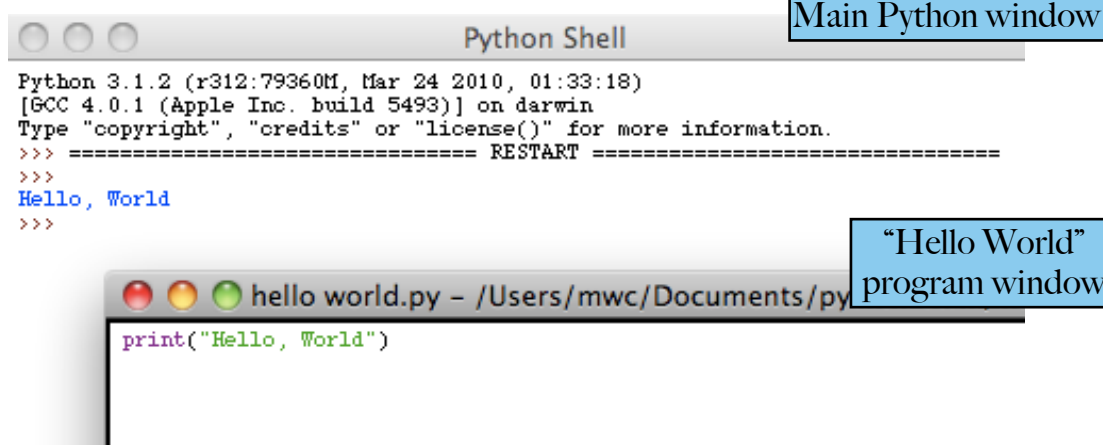 Main Python window
Python Shell
Python 3.1.2 (r312:79360M, Mar 24 2010, 01:33:18)
[GCC 4.0.1 (Apple Inc. build 5493)] on darwin
Type "copyright", "credits" or "license()" for more information.
>>> ================================ RESTART ================================
>>>
Hello, World
>>>
“Hello World”
program window
hello world.py – /Users/mwc/Documents/py
print("Hello, World")